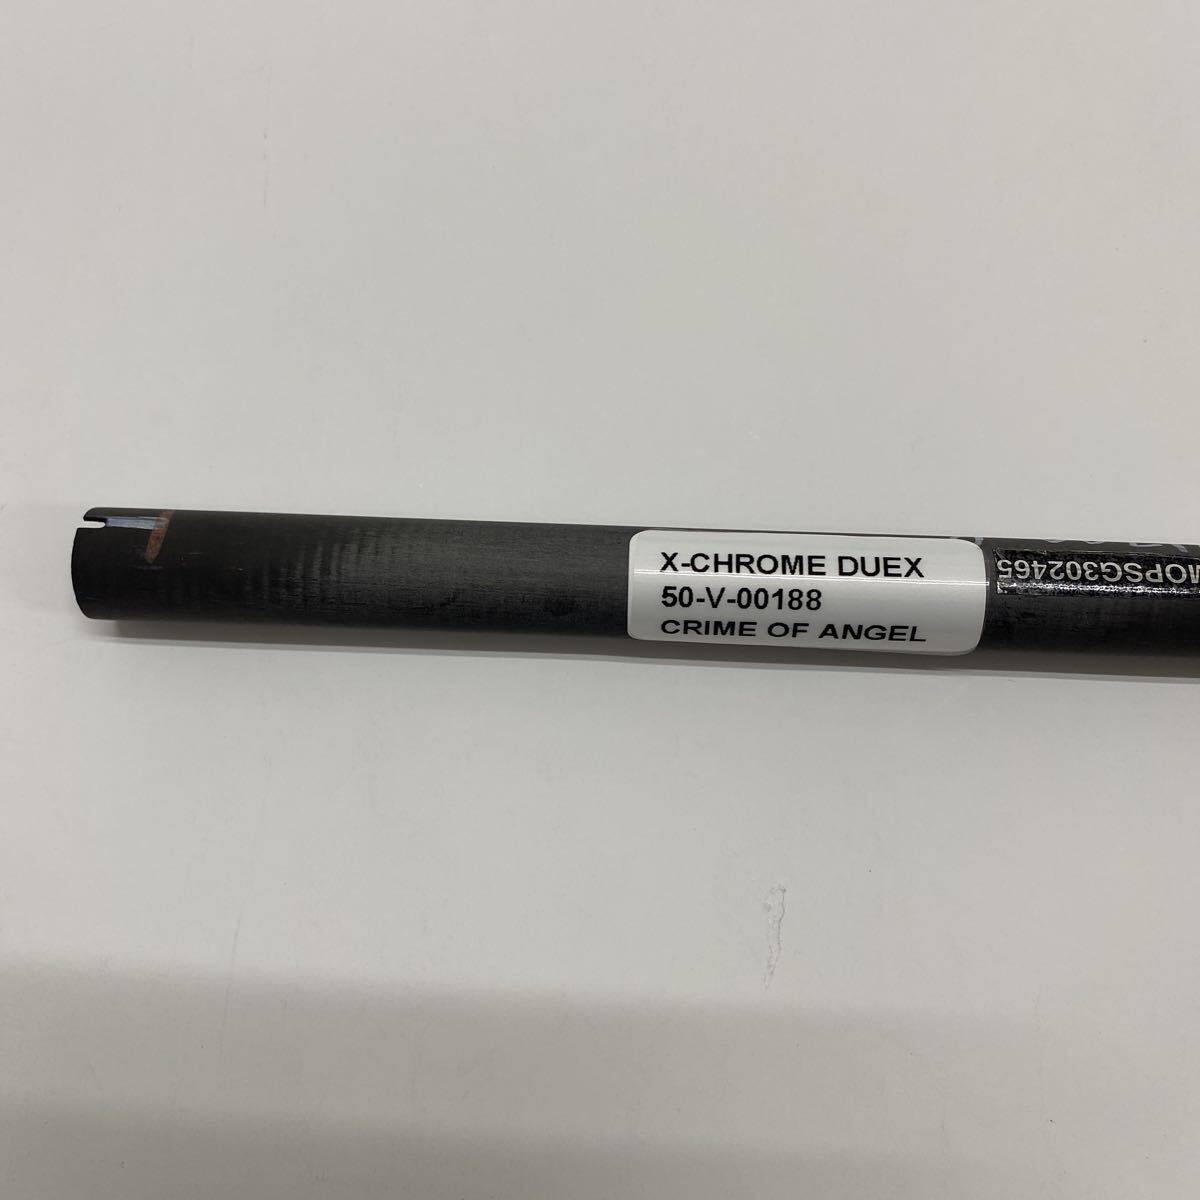 X-CHROME DUEX
50-V-00188
CRIME OF ANGEL
MOPSG302465